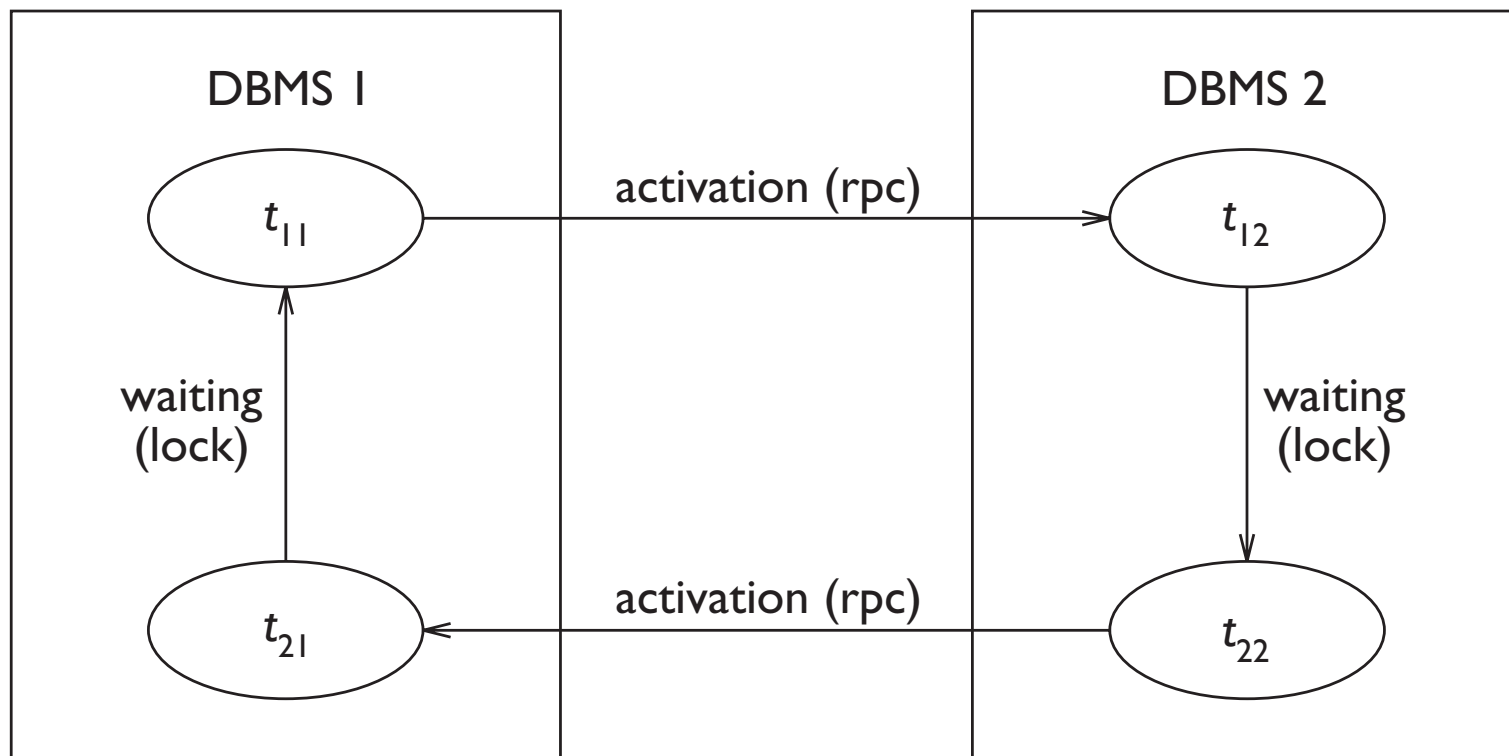 DBMS 1
DBMS 2
activation (rpc)
t11
t12
waiting
(lock)
waiting
(lock)
activation (rpc)
t21
t22